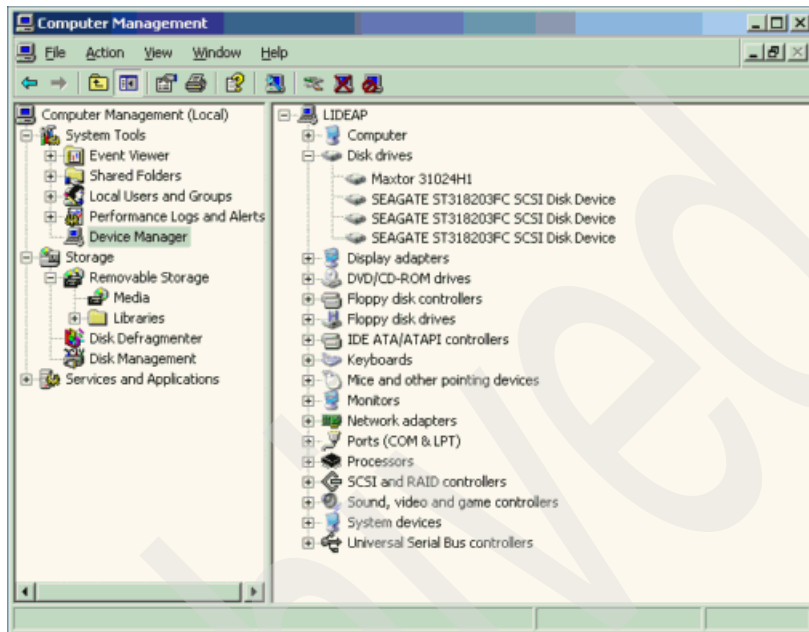 Computer Management
File Action View Window Help
Computer Management (Local)
System Tools
Event Viewer
Shared Folders
Local Users and Groups
Performance Logs and Alerts
Device Manager
Storage
Removable Storage
Media
Libraries
Disk Defragmenter
Disk Management
Services and Applications
LIDEAP
Computer
Disk drives
Maxtor 31024H1
SEAGATE ST318203FC SCSI Disk Device
SEAGATE ST318203FC SCSI Disk Device
SEAGATE ST318203FC SCSI Disk Device
Display adapters
DVD/CD-ROM drives
Floppy disk controllers
Floppy disk drives
IDE ATA/ATAPI controllers
Keyboards
Mice and other pointing devices
Monitors
Network adapters
Ports (COM & LPT)
Processors
SCSI and RAID controllers
Sound, video and game controllers
System devices
Universal Serial Bus controllers